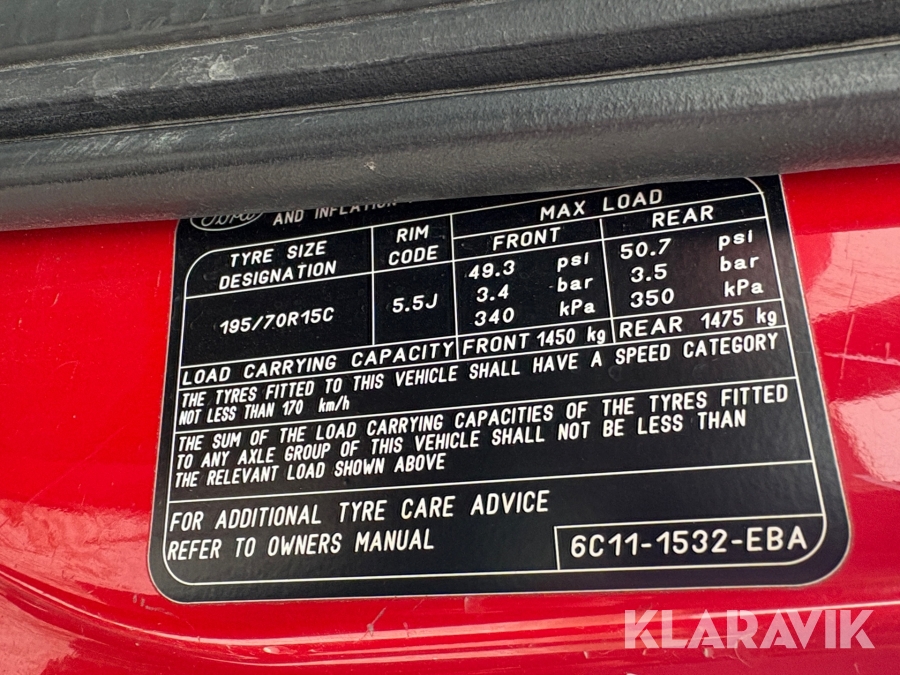 Ford AND INFLATION
MAX LOAD
TYRE SIZE DESIGNATION
RIM CODE
FRONT
REAR
195/70R15C
5.5J
49.3 psi
3.4 bar
340 kPa
50.7 psi
3.5 bar
350 kPa
LOAD CARRYING CAPACITY FRONT 1450 kg REAR 1475 kg
THE TYRES FITTED TO THIS VEHICLE SHALL HAVE A SPEED CATEGORY
NOT LESS THAN 170 km/h
THE SUM OF THE LOAD CARRYING CAPACITIES OF THE TYRES FITTED
TO ANY AXLE GROUP OF THIS VEHICLE SHALL NOT BE LESS THAN
THE RELEVANT LOAD SHOWN ABOVE
FOR ADDITIONAL TYRE CARE ADVICE
REFER TO OWNERS MANUAL
6C11-1532-EBA
KLARAVIK